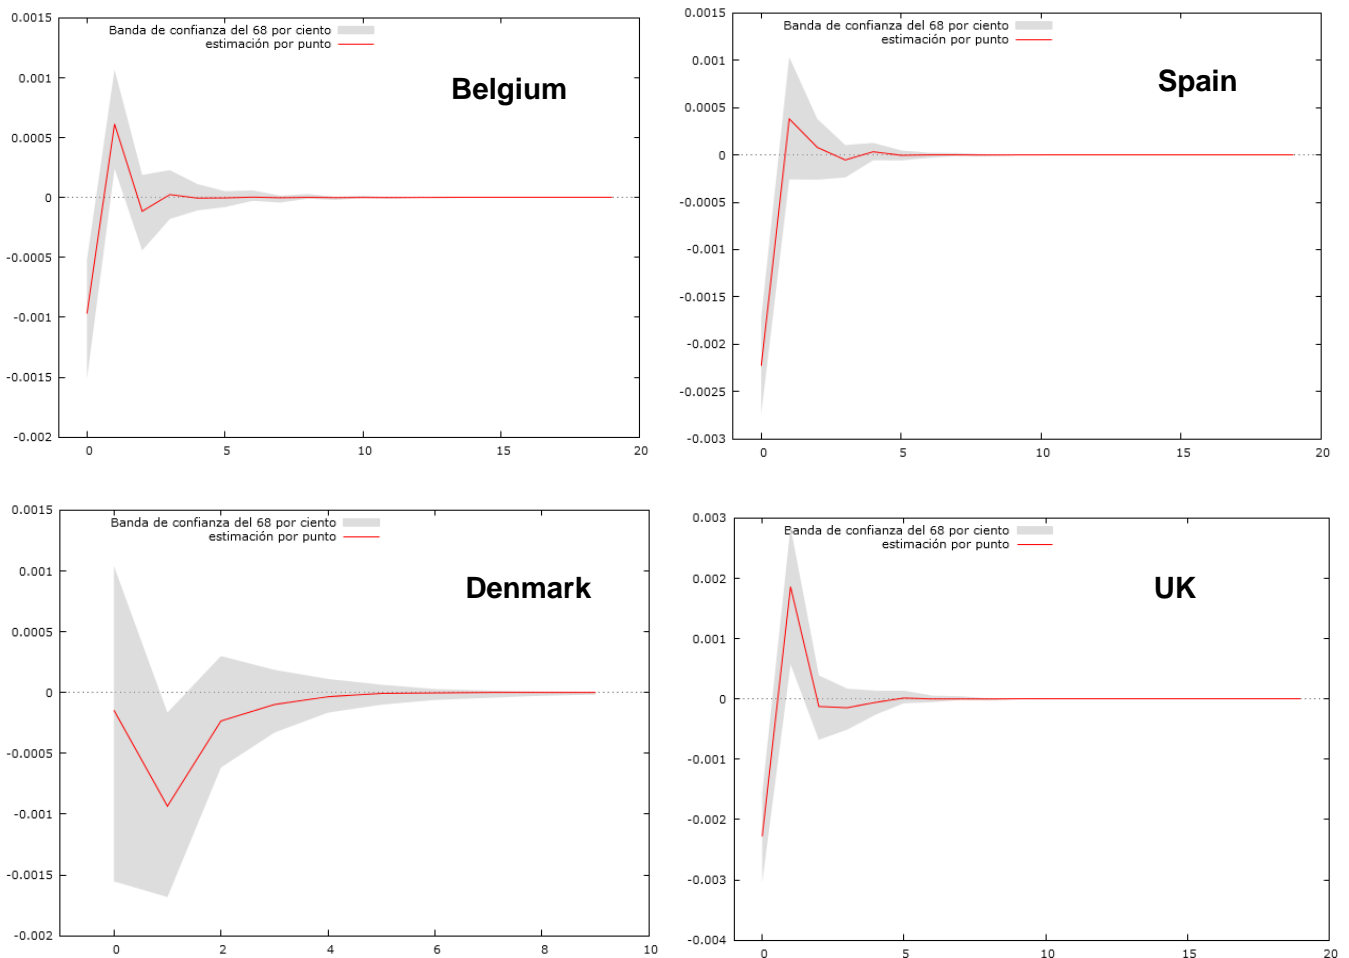 0.0015
Banda de confianza del 68 por ciento
estimación por punto
Belgium
0.001
0.0005
0
-0.0005
-0.001
-0.0015
-0.002
0 5 10 15 20
0.0015
Banda de confianza del 68 por ciento
estimación por punto
Spain
0.001
0.0005
0
-0.0005
-0.001
-0.0015
-0.002
-0.0025
-0.003
0 5 10 15 20
0.0015
Banda de confianza del 68 por ciento
estimación por punto
Denmark
0.001
0.0005
0
-0.0005
-0.001
-0.0015
-0.002
0 2 4 6 8 10
0.003
Banda de confianza del 68 por ciento
estimación por punto
UK
0.002
0.001
0
-0.001
-0.002
-0.003
-0.004
0 5 10 15 20